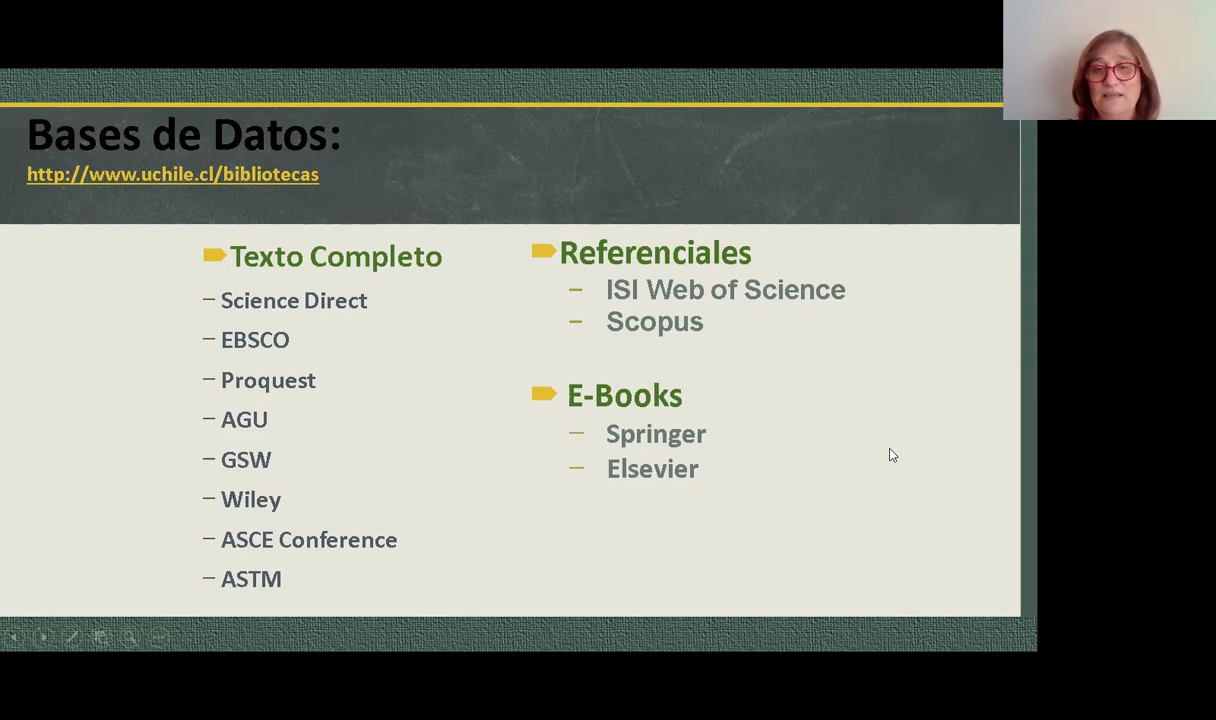 Bases de Datos:
http://www.uchile.cl/bibliotecas
Texto Completo
– Science Direct
– EBSCO
– Proquest
– AGU
– GSW
– Wiley
– ASCE Conference
– ASTM
Referenciales
– ISI Web of Science
– Scopus
E-Books
– Springer
– Elsevier